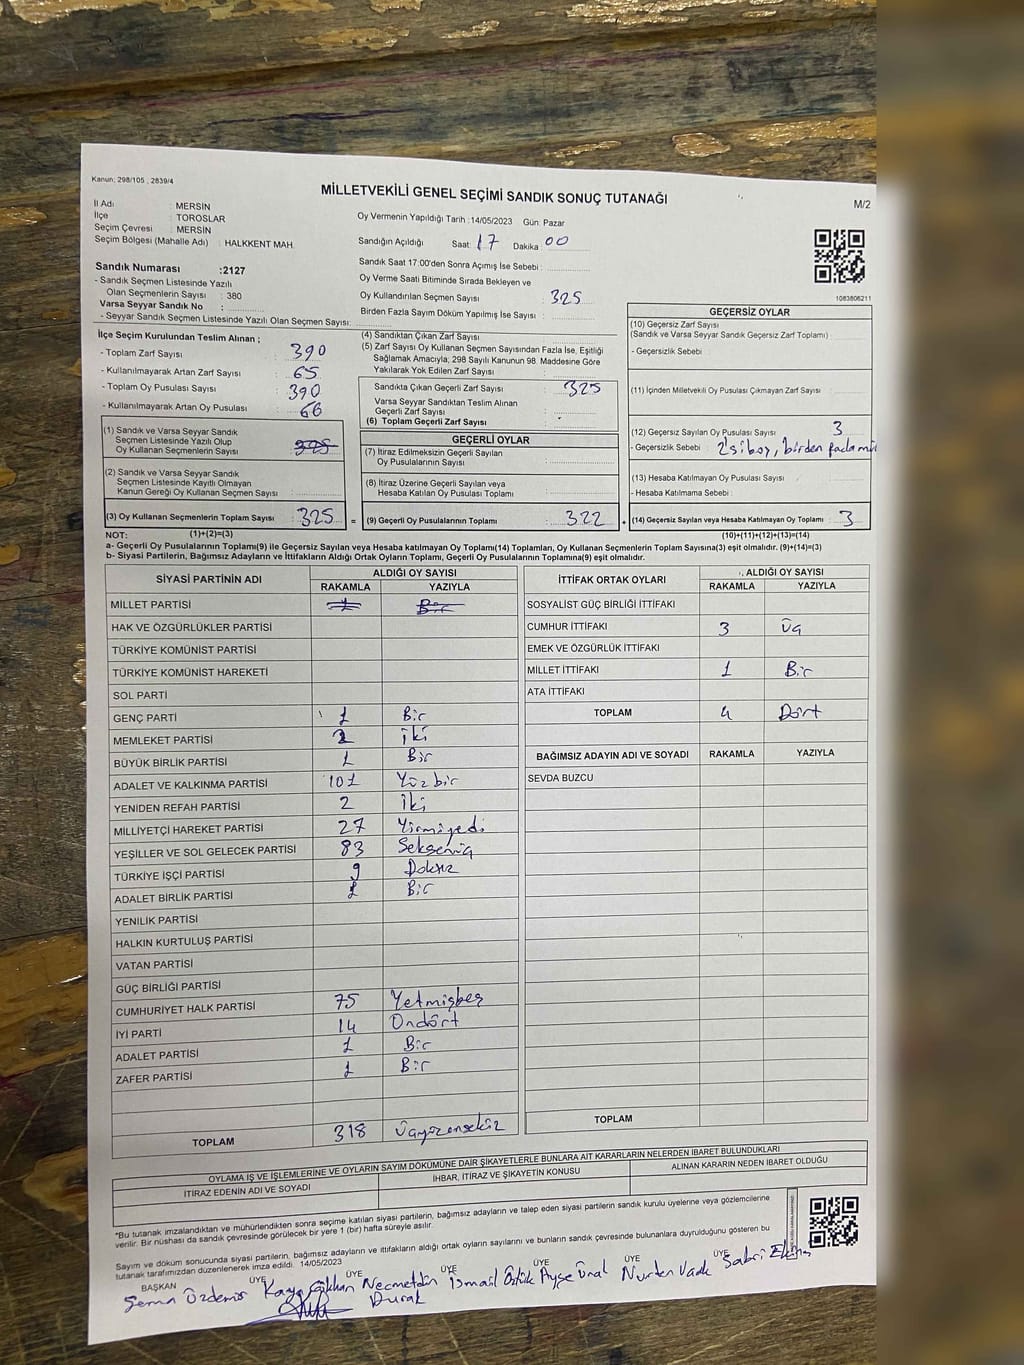 Kanun: 298/105 , 2839/4
MİLLETVEKİLİ GENEL SEÇİMİ SANDIK SONUÇ TUTANAĞI
M/2
İl Adı : MERSİN
İlçe : TOROSLAR
Seçim Çevresi : MERSİN
Seçim Bölgesi (Mahalle Adı) : HALKKENT MAH.
Oy Vermenin Yapıldığı Tarih : 14/05/2023 Gün: Pazar
Sandığın Açıldığı Saat: 17 Dakika: 00
Sandık Saat 17:00'den Sonra Açımış İse Sebebi :
Oy Verme Saati Bitiminde Sırada Bekleyen ve
Oy Kullandırılan Seçmen Sayısı : 325
Birden Fazla Sayım Döküm Yapılmış İse Sayısı :
Sandık Numarası :2127
- Sandık Seçmen Listesinde Yazılı
Olan Seçmenlerin Sayısı : 380
Varsa Seyyar Sandık No :
- Seyyar Sandık Seçmen Listesinde Yazılı Olan Seçmen Sayısı:
1083806211
İlçe Seçim Kurulundan Teslim Alınan ;
- Toplam Zarf Sayısı : 390
- Kullanılmayarak Artan Zarf Sayısı : 65
- Toplam Oy Pusulası Sayısı : 390
- Kullanılmayarak Artan Oy Pusulası : 66
(1) Sandık ve Varsa Seyyar Sandık
Seçmen Listesinde Yazılı Olup
Oy Kullanan Seçmenlerin Sayısı : 325
(2) Sandık ve Varsa Seyyar Sandık
Seçmen Listesinde Kayıtlı Olmayan
Kanun Gereği Oy Kullanan Seçmen Sayısı :
(3) Oy Kullanan Seçmenlerin Toplam Sayısı : 325
(4) Sandıktan Çıkan Zarf Sayısı :
(5) Zarf Sayısı Oy Kullanan Seçmen Sayısından Fazla İse, Eşitliği
Sağlamak Amacıyla; 298 Sayılı Kanunun 98. Maddesine Göre
Yakılarak Yok Edilen Zarf Sayısı :
Sandıkta Çıkan Geçerli Zarf Sayısı : 325
Varsa Seyyar Sandıktan Teslim Alınan
Geçerli Zarf Sayısı :
(6) Toplam Geçerli Zarf Sayısı :
GEÇERLİ OYLAR
(7) İtiraz Edilmeksizin Geçerli Sayılan
Oy Pusulalarının Sayısı :
(8) İtiraz Üzerine Geçerli Sayılan veya
Hesaba Katılan Oy Pusulası Toplamı :
= (9) Geçerli Oy Pusulalarının Toplamı : 322
GEÇERSİZ OYLAR
(10) Geçersiz Zarf Sayısı
(Sandık ve Varsa Seyyar Sandık Geçersiz Zarf Toplamı) :
- Geçersizlik Sebebi :
(11) İçinden Milletvekili Oy Pusulası Çıkmayan Zarf Sayısı :
(12) Geçersiz Sayılan Oy Pusulası Sayısı : 3
- Geçersizlik Sebebi : 2'si boş, birden
(13) Hesaba Katılmayan Oy Pusulası Sayısı :
- Hesaba Katılmama Sebebi :
+ (14) Geçersiz Sayılan veya Hesaba Katılmayan Oy Toplamı : 3
NOT: (1)+(2)=(3) (10)+(11)+(12)+(13)=(14)
a- Geçerli Oy Pusulalarının Toplamı(9) ile Geçersiz Sayılan veya Hesaba katılmayan Oy Toplamı(14) Toplamları, Oy Kullanan Seçmenlerin Toplam Sayısına(3) eşit olmalıdır. (9)+(14)=(3)
b- Siyasi Partilerin, Bağımsız Adayların ve İttifakların Aldığı Ortak Oyların Toplamı, Geçerli Oy Pusulalarının Toplamına(9) eşit olmalıdır.
SİYASİ PARTİNİN ADI ALDIĞI OY SAYISI
RAKAMLA YAZIYLA
MİLLET PARTİSİ 1 Bir
HAK VE ÖZGÜRLÜKLER PARTİSİ
TÜRKİYE KOMÜNİST PARTİSİ
TÜRKİYE KOMÜNİST HAREKETİ
SOL PARTİ
GENÇ PARTİ 1 Bir
MEMLEKET PARTİSİ 2 İki
BÜYÜK BİRLİK PARTİSİ 1 Bir
ADALET VE KALKINMA PARTİSİ 101 Yüzbir
YENİDEN REFAH PARTİSİ 2 İki
MİLLİYETÇİ HAREKET PARTİSİ 27 Yirmiyedi
YEŞİLLER VE SOL GELECEK PARTİSİ 83 Seksenüç
TÜRKİYE İŞÇİ PARTİSİ 9 Dokuz
ADALET BİRLİK PARTİSİ 1 Bir
YENİLİK PARTİSİ
HALKIN KURTULUŞ PARTİSİ
VATAN PARTİSİ
GÜÇ BİRLİĞİ PARTİSİ
CUMHURİYET HALK PARTİSİ 75 Yetmişbeş
İYİ PARTİ 14 Ondört
ADALET PARTİSİ 1 Bir
ZAFER PARTİSİ 1 Bir
TOPLAM 318 Üçyüzonsekiz
İTTİFAK ORTAK OYLARI ALDIĞI OY SAYISI
RAKAMLA YAZIYLA
SOSYALİST GÜÇ BİRLİĞİ İTTİFAKI
CUMHUR İTTİFAKI 3 Üç
EMEK VE ÖZGÜRLÜK İTTİFAKI
MİLLET İTTİFAKI 1 Bir
ATA İTTİFAKI
TOPLAM 4 Dört
BAĞIMSIZ ADAYIN ADI VE SOYADI RAKAMLA YAZIYLA
SEVDA BUZCU
TOPLAM
OYLAMA İŞ VE İŞLEMLERİNE VE OYLARIN SAYIM DÖKÜMÜNE DAİR ŞİKAYETLERLE BUNLARA AİT KARARLARIN NELERDEN İBARET BULUNDUKLARI
İTİRAZ EDENİN ADI VE SOYADI İHBAR, İTİRAZ VE ŞİKAYETİN KONUSU ALINAN KARARIN NEDEN İBARET OLDUĞU
*Bu tutanak imzalandıktan ve mühürlendikten sonra seçime katılan siyasi partilerin, bağımsız adayların ve talep eden siyasi partilerin sandık kurulu üyelerine veya gözlemcilerine
verilir. Bir nüshası da sandık çevresinde görülecek bir yere 1 (bir) hafta süreyle asılır.
Sayım ve döküm sonucunda siyasi partilerin, bağımsız adayların ve ittifakların aldığı ortak oyların sayılarını ve bunların sandık çevresinde bulunanlara duyrulduğunu gösteren bu
tutanak tarafımızdan düzenlenerek imza edildi. 14/05/2023
BAŞKAN ÜYE ÜYE ÜYE ÜYE ÜYE ÜYE
Sema Özdemir Kaya Gökhan Necmettin Durak İsmail Öztürk Ayşe Ünal Nurten Sabri